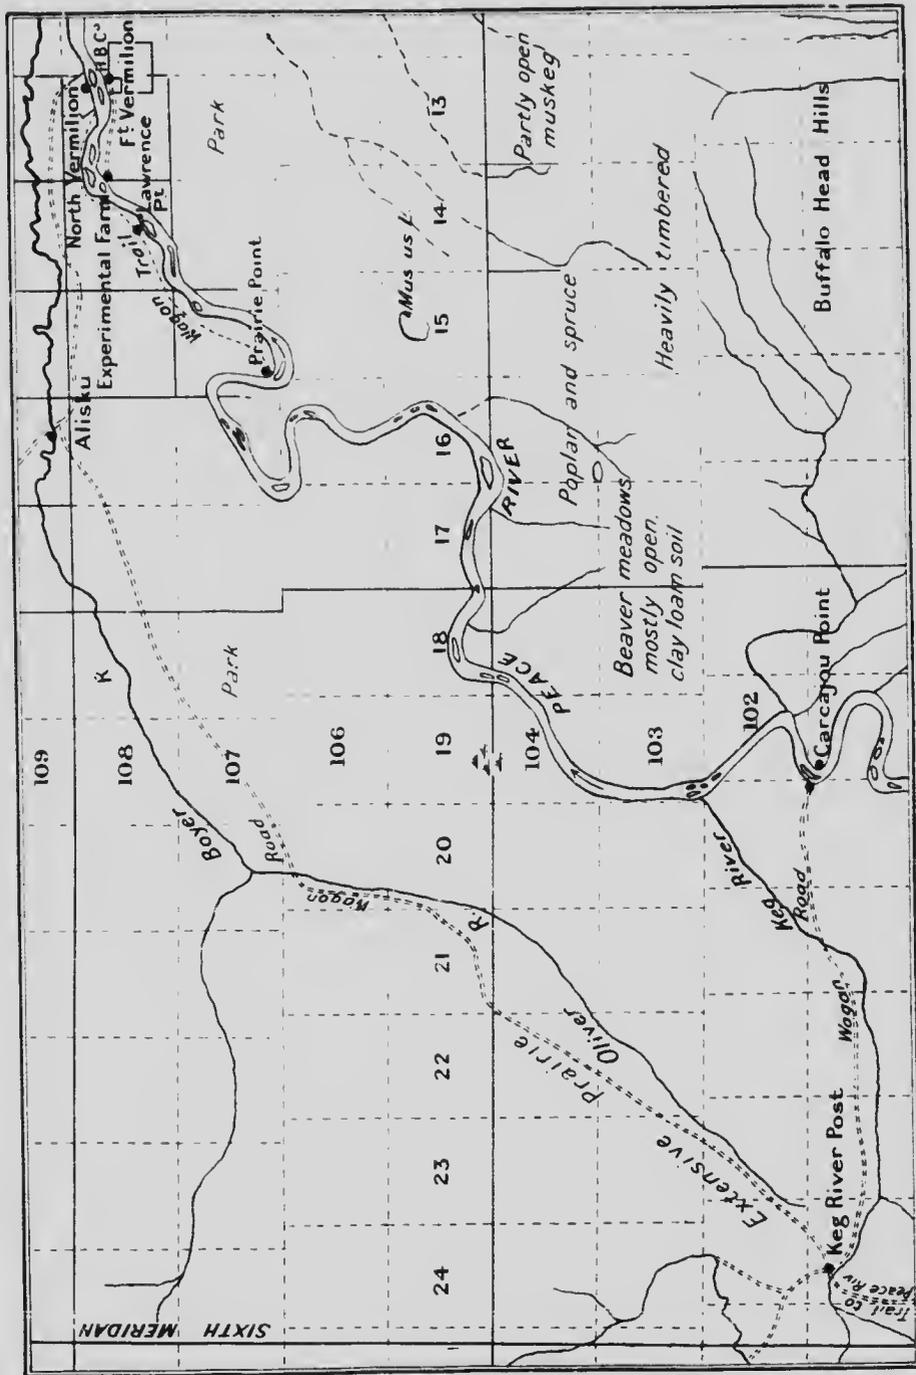 109
K
108
107
106
Boyer
Road
Wagon
R.
Oliver
Prairie
Extensive
Park
Alisku
North Vermilion
H.B.Cº
Ft Vermilion
Experimental Farm
Lawrence
Pt.
Trail
Wagon
Park
Prairie Point
24
23
22
21
20
19
18
17
16
15
14
13
Mus us
PEACE
RIVER
104
103
102
Partly open
muskeg
Poplar and spruce
Heavily timbered
Beaver meadows
mostly open.
clay loam soil
Buffalo Head Hills
Carcajou Point
Keg
River
Road
Wagon
Keg River Post
Trail to
Peace Riv
SIXTH
MERIDAN